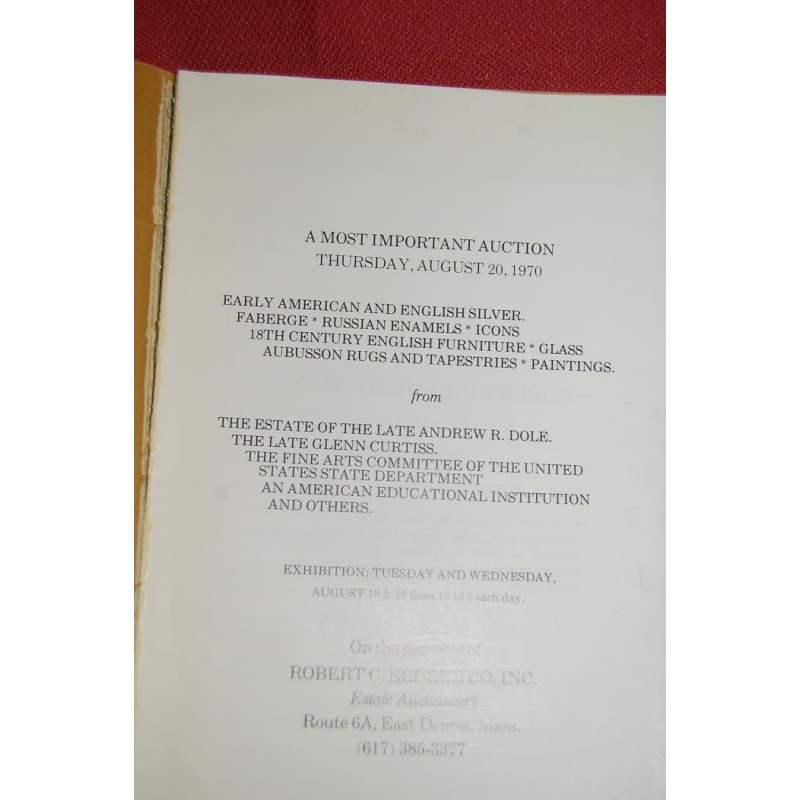 A MOST IMPORTANT AUCTION
THURSDAY, AUGUST 20, 1970
EARLY AMERICAN AND ENGLISH SILVER.
FABERGE * RUSSIAN ENAMELS * ICONS
18TH CENTURY ENGLISH FURNITURE * GLASS
AUBUSSON RUGS AND TAPESTRIES * PAINTINGS.
from
THE ESTATE OF THE LATE ANDREW R. DOLE.
THE LATE GLENN CURTISS.
THE FINE ARTS COMMITTEE OF THE UNITED
STATES STATE DEPARTMENT
AN AMERICAN EDUCATIONAL INSTITUTION
AND OTHERS.
EXHIBITION: TUESDAY AND WEDNESDAY,
AUGUST 18 & 19 from 10 til 5 each day.
On the premises of
ROBERT C. ELDRED CO. INC.
Estate Auctioneers
Route 6A, East Dennis, Mass.
(617) 385-3377